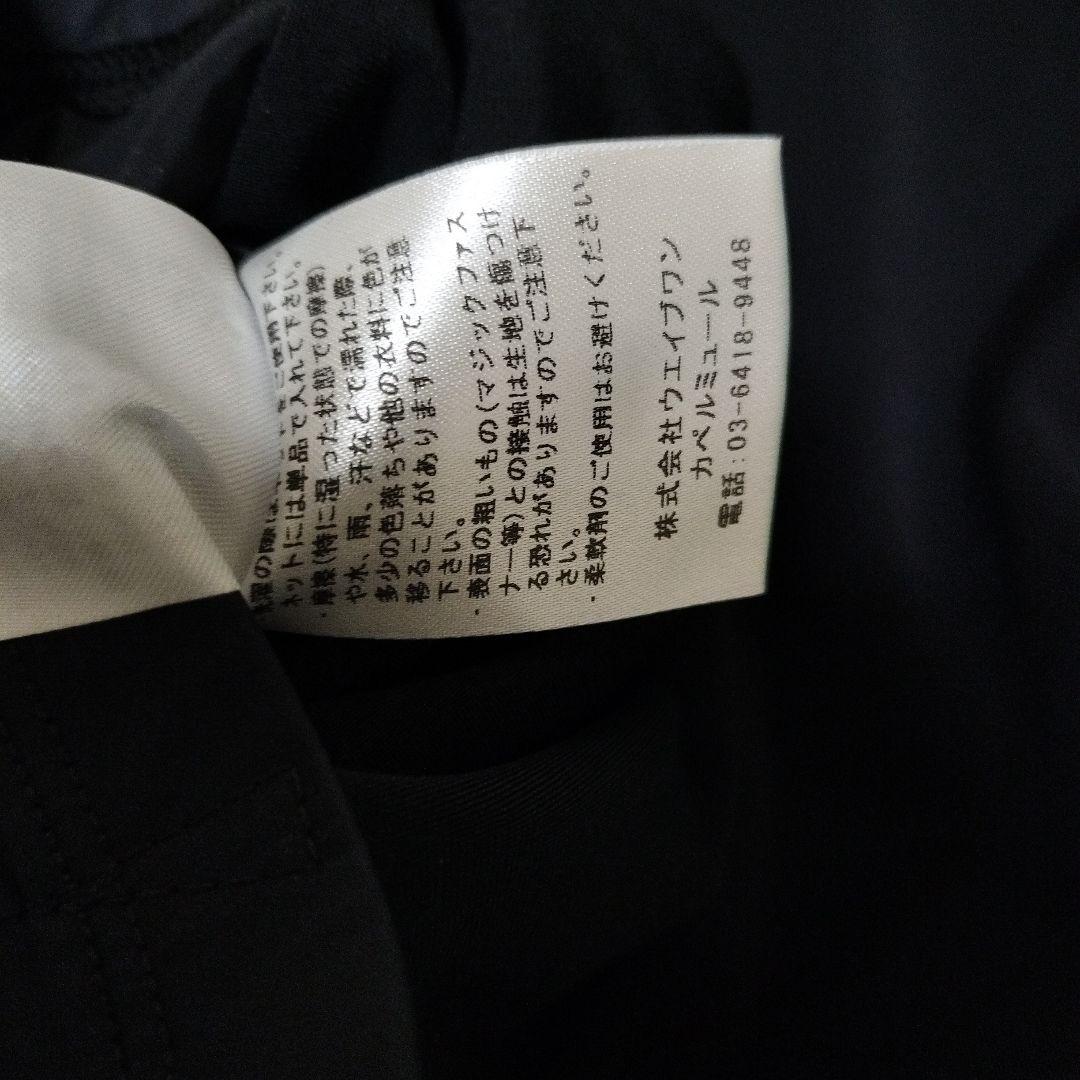 の際は
ネットには単品で入れて下さい。
・摩擦(特に湿った状態での摩擦)
や水、雨、汗などで濡れた際、
多少の色落ちや他の衣料に色が
移ることがありますのでご注意
下さい。
・表面の粗いもの(マジックファス
ナー等)との接触は生地を傷つけ
る恐れがありますのでご注意下
さい。
・柔軟剤のご使用はお避けください。
株式会社ウエイブワン
カペルミュール
電話:03-6418-9448